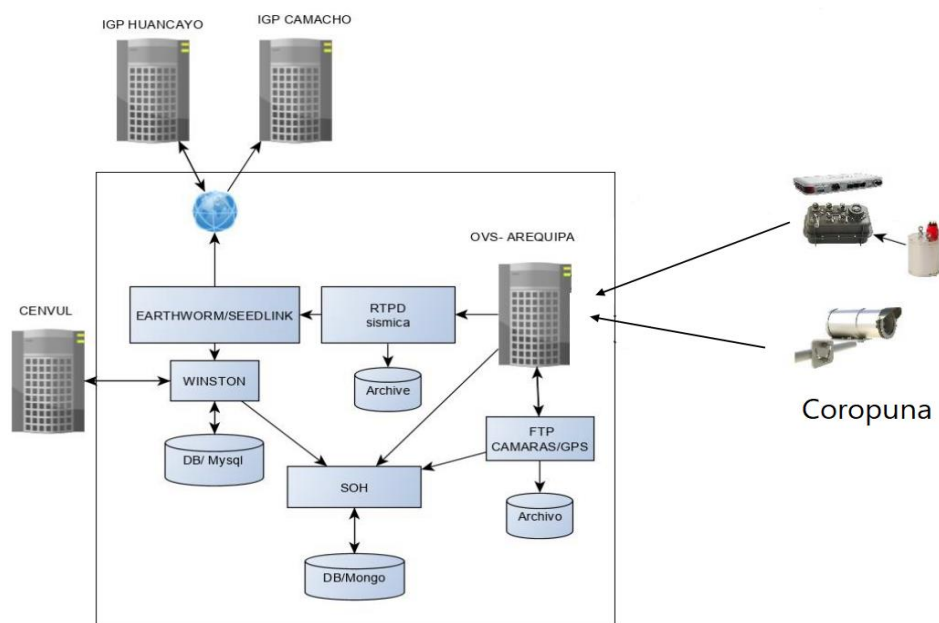 IGP HUANCAYO
IGP CAMACHO
OVS- AREQUIPA
CENVUL
EARTHWORM/SEEDLINK
RTPD
sísmica
WINSTON
Archive
DB/ Mysql
FTP
CAMARAS/GPS
SOH
Archivo
DB/Mongo
Coropuna